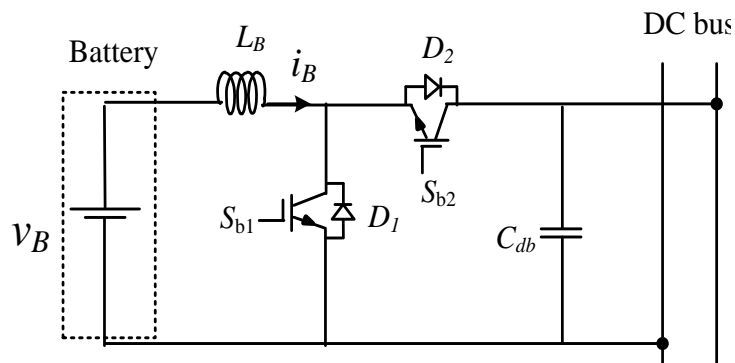 DC bus
Battery
L_B
i_B
D_2
S_b1
D_1
S_b2
C_db
v_B